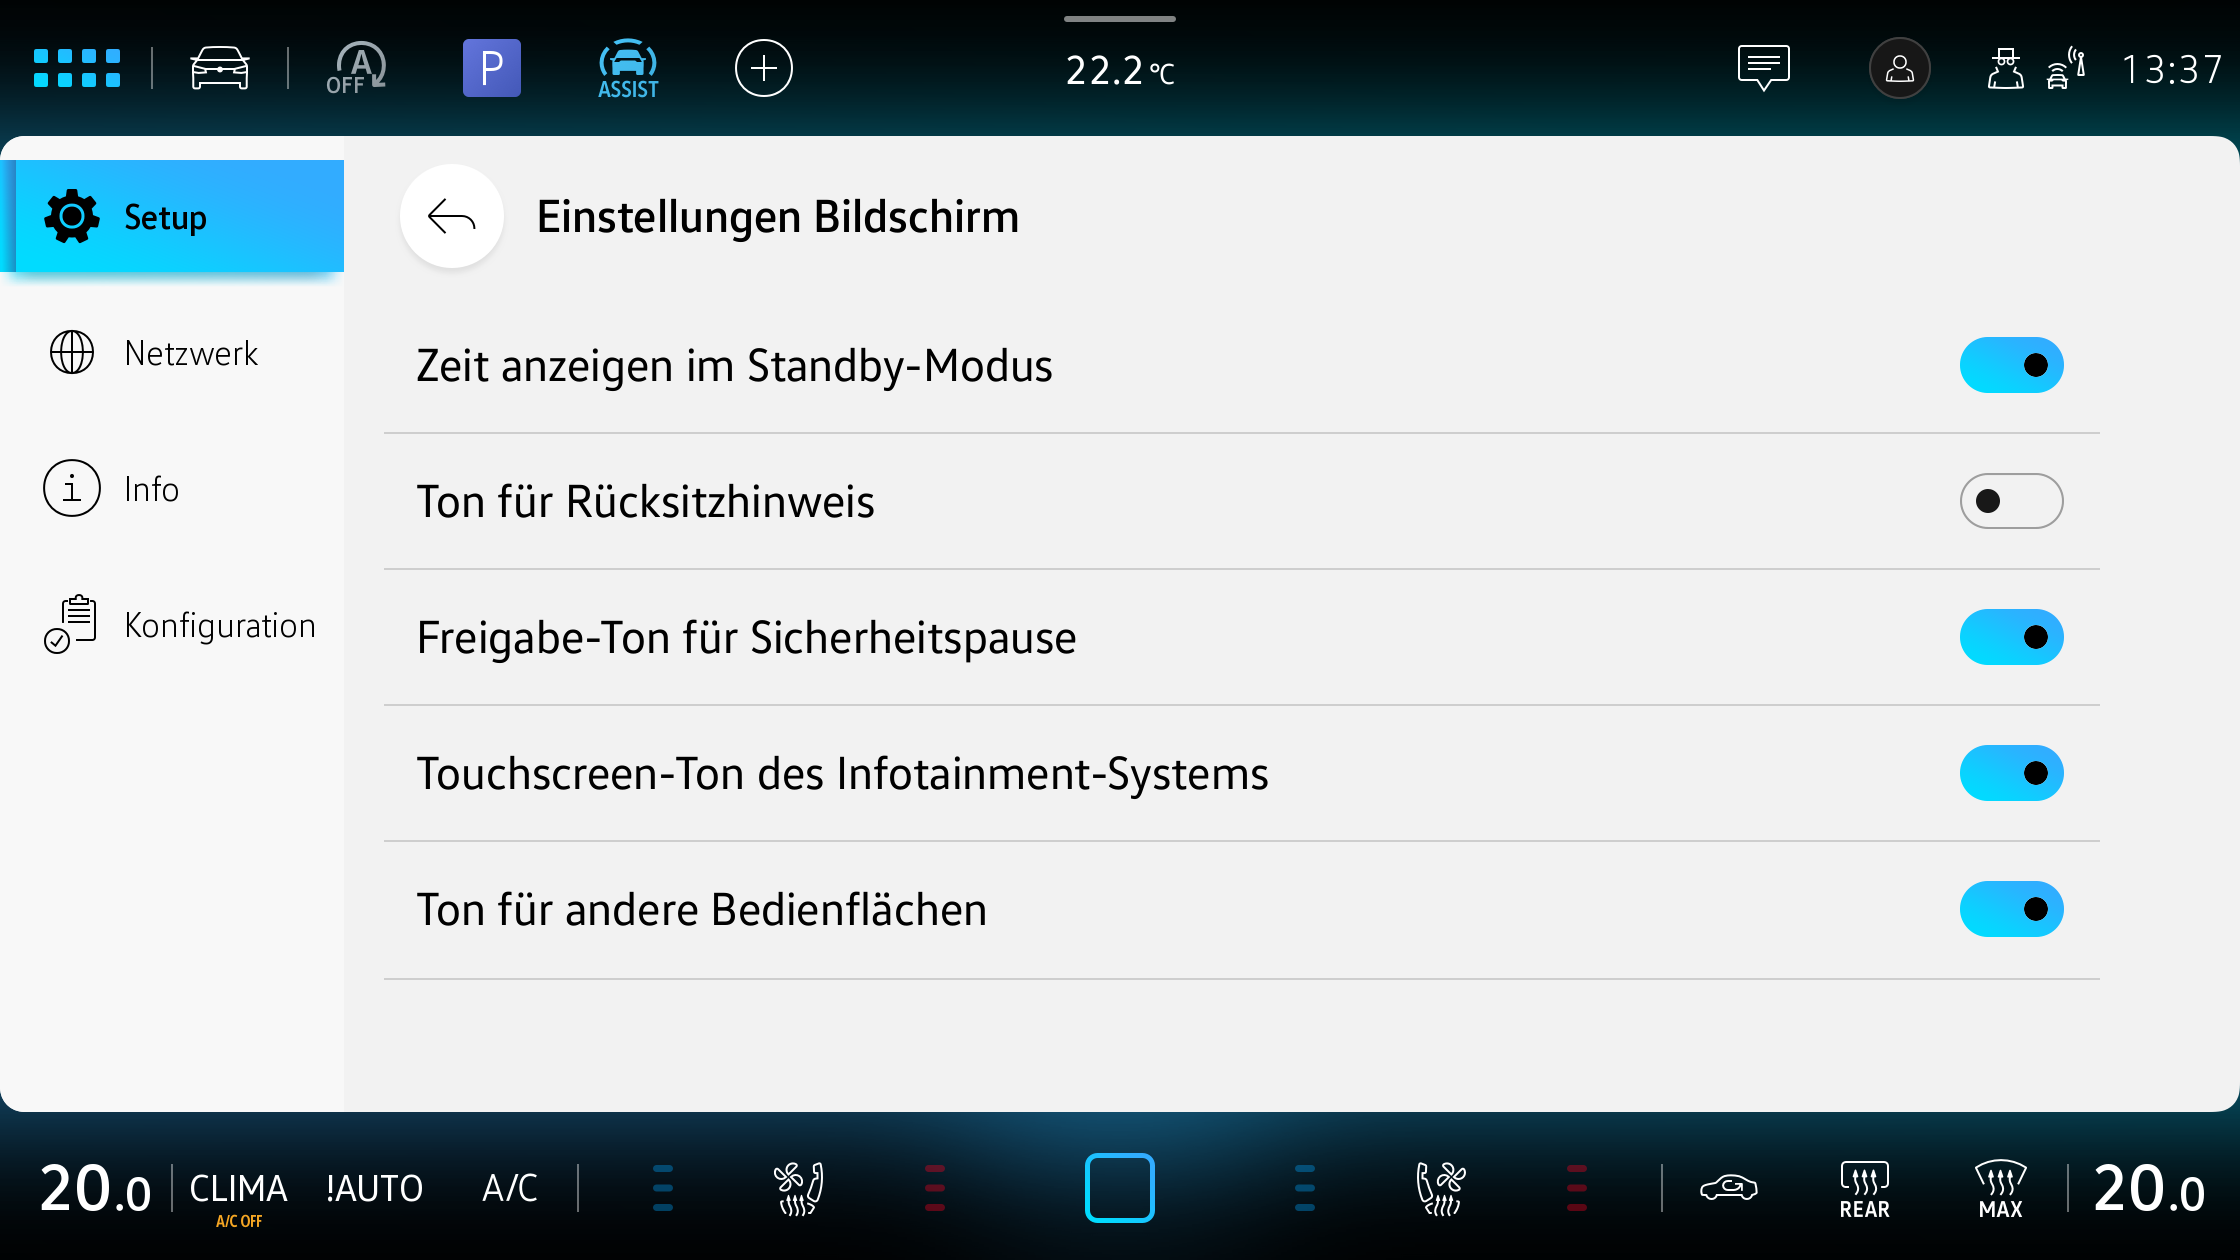 A
OFF
P
ASSIST
22.2 °C
13:37
Setup
Einstellungen Bildschirm
Netzwerk
Info
Konfiguration
Zeit anzeigen im Standby-Modus
Ton für Rücksitzhinweis
Freigabe-Ton für Sicherheitspause
Touchscreen-Ton des Infotainment-Systems
Ton für andere Bedienflächen
20.0
CLIMA
A/C OFF
!AUTO
A/C
REAR
MAX
20.0